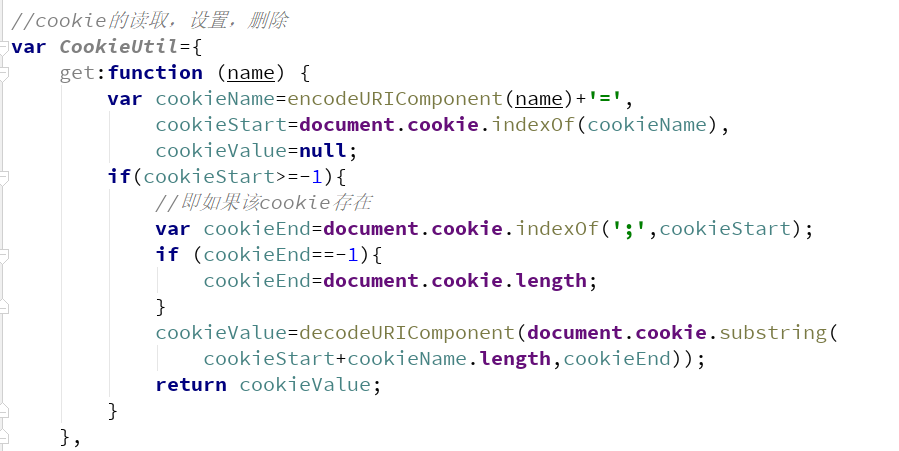 //cookie的读取，设置，删除
var CookieUtil={
    get:function (name) {
        var cookieName=encodeURIComponent(name)+'=',
            cookieStart=document.cookie.indexOf(cookieName),
            cookieValue=null;
        if(cookieStart>=-1){
            //即如果该cookie存在
            var cookieEnd=document.cookie.indexOf(';',cookieStart);
            if (cookieEnd==-1){
                cookieEnd=document.cookie.length;
            }
            cookieValue=decodeURIComponent(document.cookie.substring(
                cookieStart+cookieName.length,cookieEnd));
            return cookieValue;
        }
    },